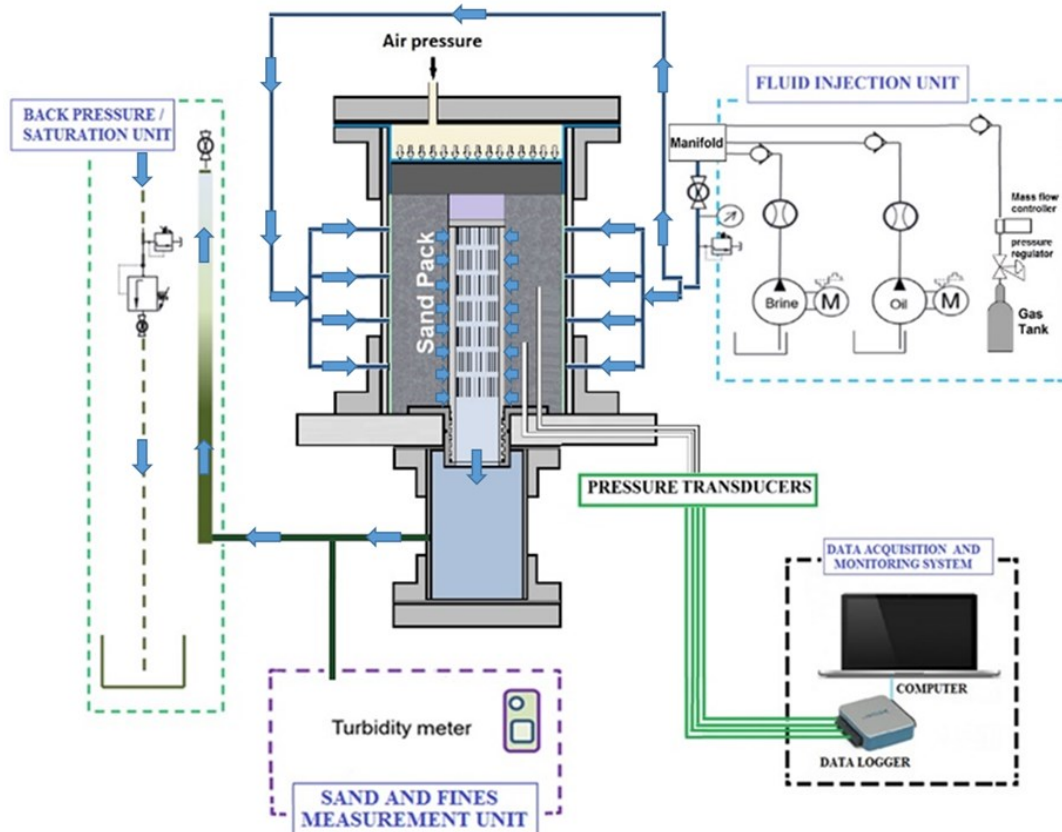 Air pressure
BACK PRESSURE /
SATURATION UNIT
FLUID INJECTION UNIT
Manifold
Mass flow
controller
pressure
regulator
Brine
M
Oil
M
Gas
Tank
Sand Pack
PRESSURE TRANSDUCERS
DATA ACQUISITION AND
MONITORING SYSTEM
COMPUTER
DATA LOGGER
Turbidity meter
SAND AND FINES
MEASUREMENT UNIT